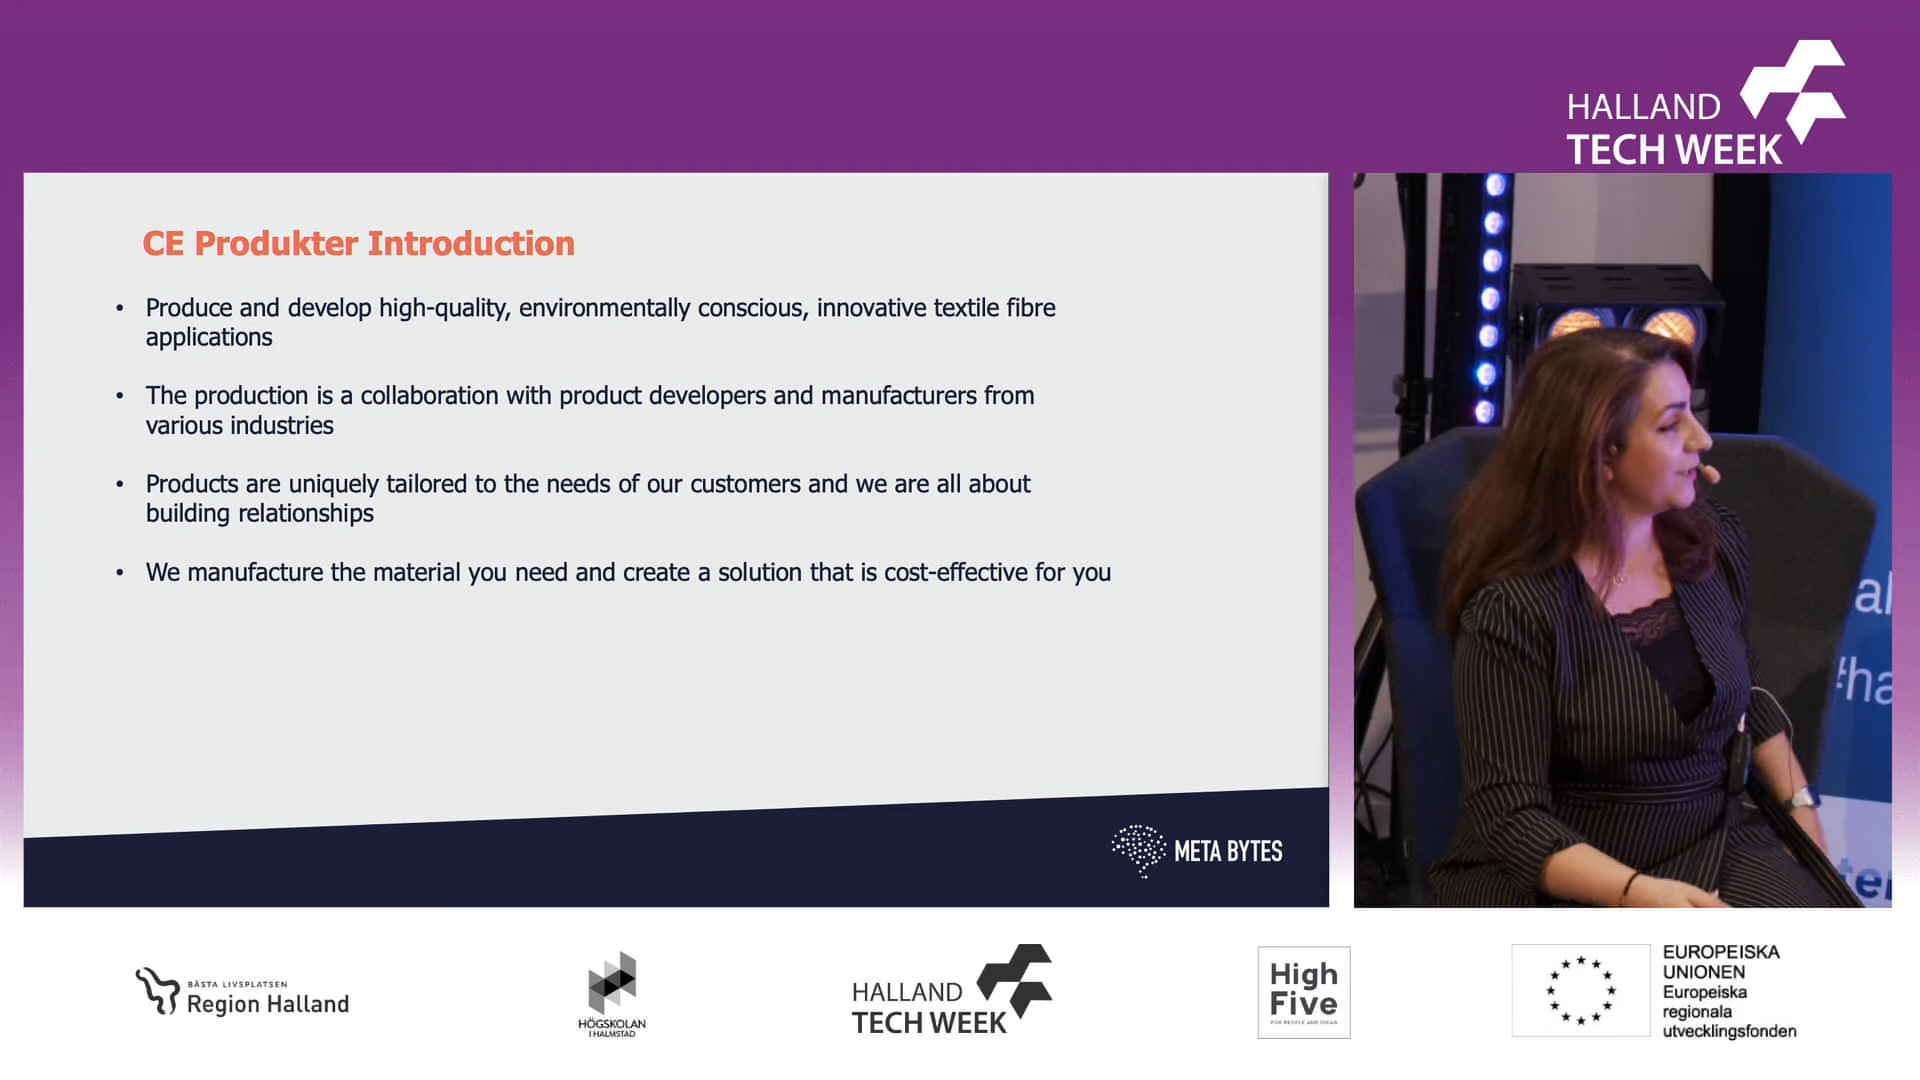 HALLAND
TECH WEEK
CE Produkter Introduction
• Produce and develop high-quality, environmentally conscious, innovative textile fibre
applications
• The production is a collaboration with product developers and manufacturers from
various industries
• Products are uniquely tailored to the needs of our customers and we are all about
building relationships
• We manufacture the material you need and create a solution that is cost-effective for you
META BYTES
al
#ha
te
BÄSTA LIVSPLATSEN
Region Halland
HÖGSKOLAN
I HALMSTAD
HALLAND
TECH WEEK
High
Five
FOR PEOPLE AND IDEAS
EUROPEISKA
UNIONEN
Europeiska
regionala
utvecklingsfonden